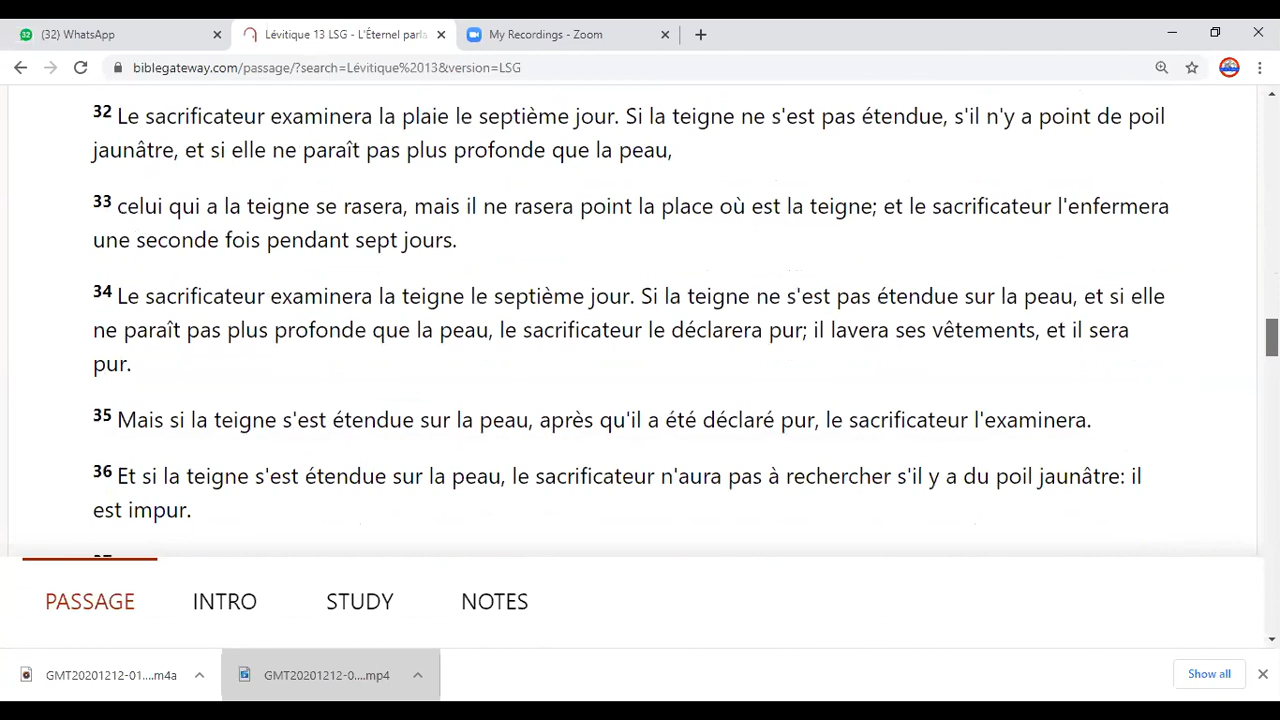 (32) WhatsApp
Lévitique 13 LSG - L'Éternel parla
My Recordings - Zoom
biblegateway.com/passage/?search=Lévitique%2013&version=LSG
32 Le sacrificateur examinera la plaie le septième jour. Si la teigne ne s'est pas étendue, s'il n'y a point de poil
jaunâtre, et si elle ne paraît pas plus profonde que la peau,
33 celui qui a la teigne se rasera, mais il ne rasera point la place où est la teigne; et le sacrificateur l'enfermera
une seconde fois pendant sept jours.
34 Le sacrificateur examinera la teigne le septième jour. Si la teigne ne s'est pas étendue sur la peau, et si elle
ne paraît pas plus profonde que la peau, le sacrificateur le déclarera pur; il lavera ses vêtements, et il sera
pur.
35 Mais si la teigne s'est étendue sur la peau, après qu'il a été déclaré pur, le sacrificateur l'examinera.
36 Et si la teigne s'est étendue sur la peau, le sacrificateur n'aura pas à rechercher s'il y a du poil jaunâtre: il
est impur.
PASSAGE INTRO STUDY NOTES
GMT20201212-01....m4a
GMT20201212-0....mp4
Show all